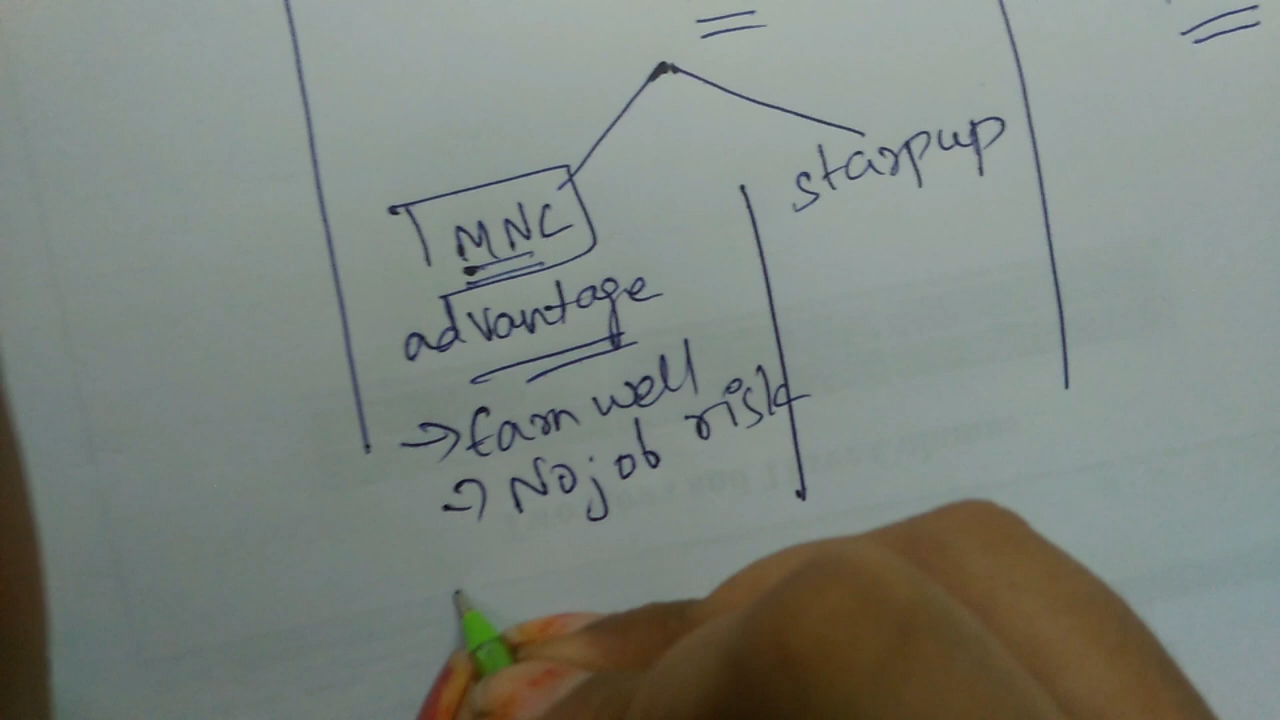 MNC
starpup
advantage
→ Earn well
→ No job risk